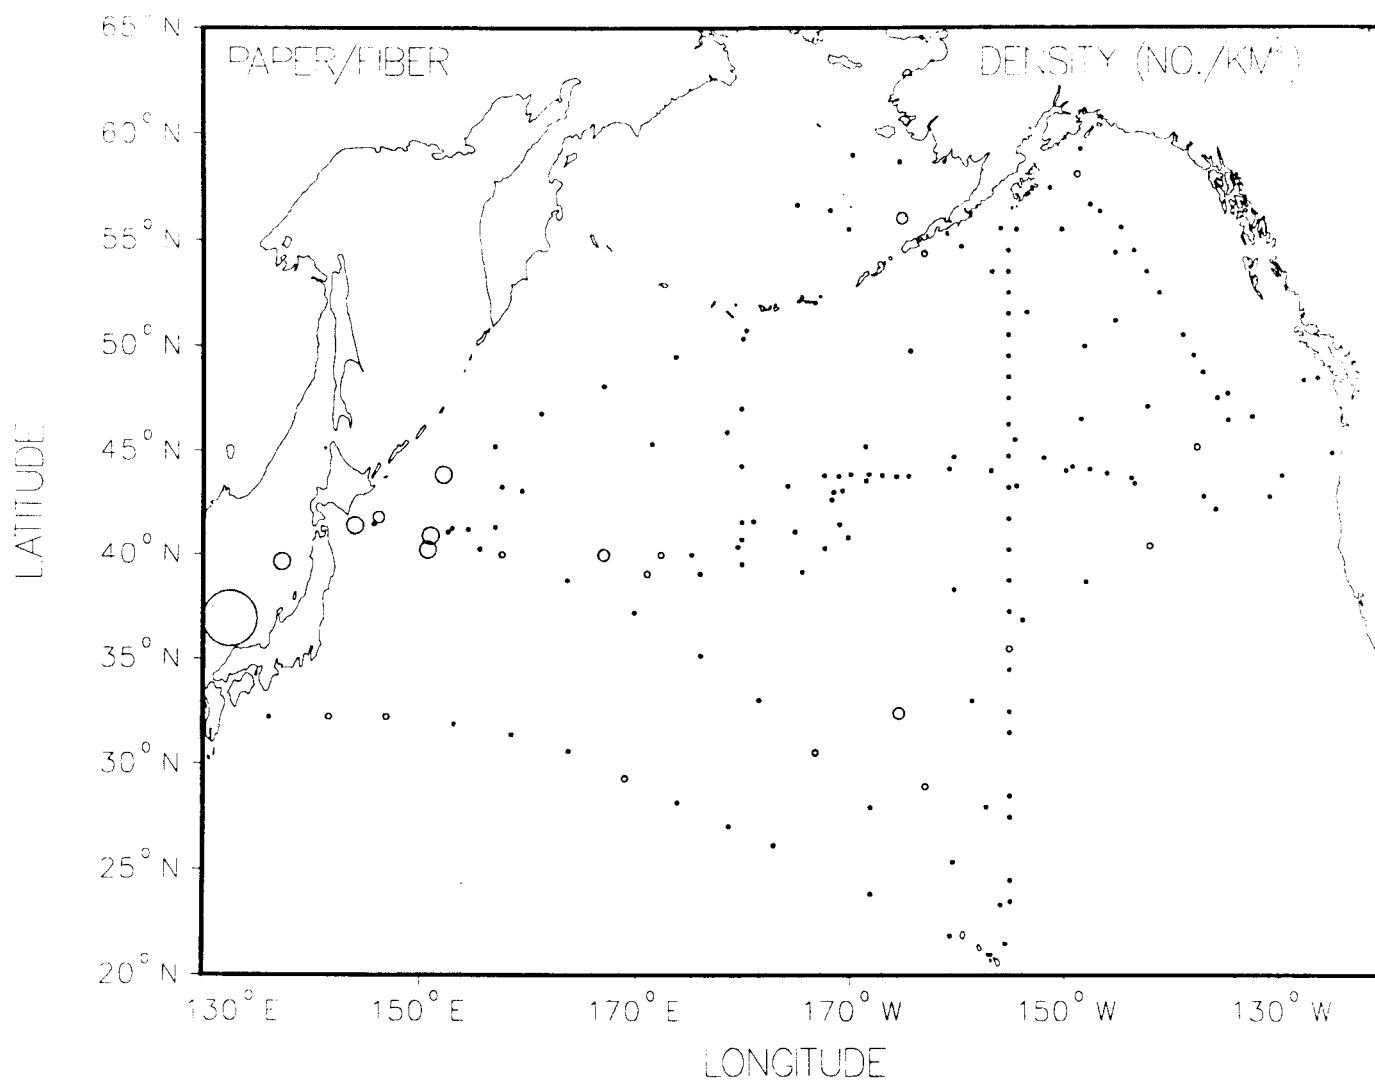 65° N
PAPER/FIBER
DENSITY (NO./KM²)
60° N
55° N
50° N
45° N
40° N
35° N
30° N
25° N
20° N
LATITUDE
130° E
150° E
170° E
170° W
150° W
130° W
LONGITUDE